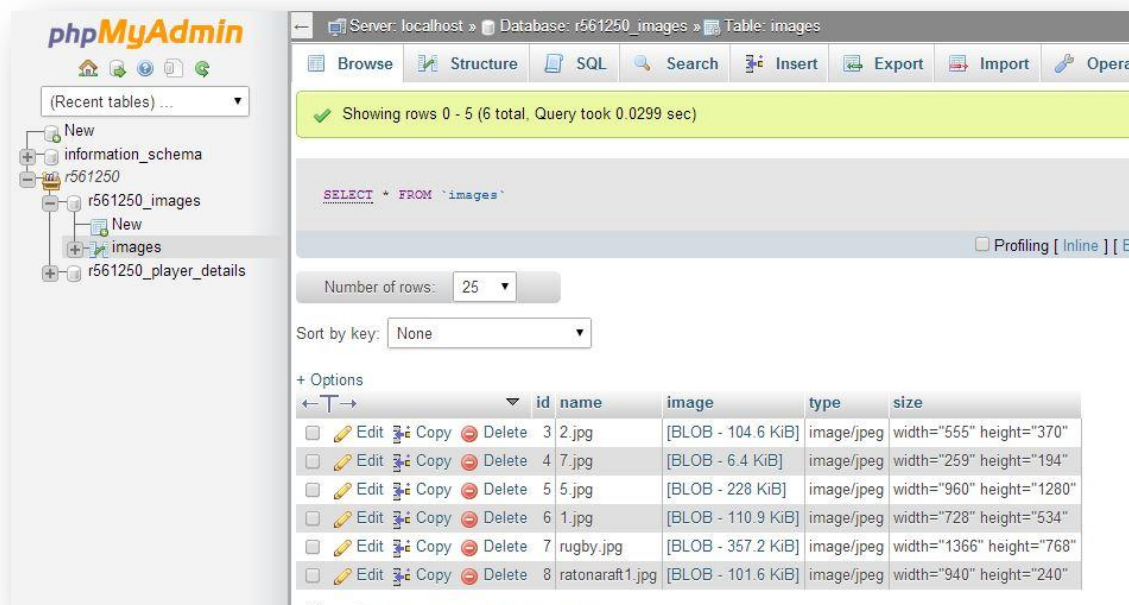 phpMyAdmin
(Recent tables) ...
New
information_schema
r561250
r561250_images
New
images
r561250_player_details
Server: localhost » Database: r561250_images » Table: images
Browse Structure SQL Search Insert Export Import Opera
Showing rows 0 - 5 (6 total, Query took 0.0299 sec)
SELECT * FROM `images`
Profiling [ Inline ] [ E
Number of rows: 25
Sort by key: None
+ Options
←T→ id name image type size
Edit Copy Delete 3 2.jpg [BLOB - 104.6 KiB] image/jpeg width="555" height="370"
Edit Copy Delete 4 7.jpg [BLOB - 6.4 KiB] image/jpeg width="259" height="194"
Edit Copy Delete 5 5.jpg [BLOB - 228 KiB] image/jpeg width="960" height="1280"
Edit Copy Delete 6 1.jpg [BLOB - 110.9 KiB] image/jpeg width="728" height="534"
Edit Copy Delete 7 rugby.jpg [BLOB - 357.2 KiB] image/jpeg width="1366" height="768"
Edit Copy Delete 8 ratonaraft1.jpg [BLOB - 101.6 KiB] image/jpeg width="940" height="240"